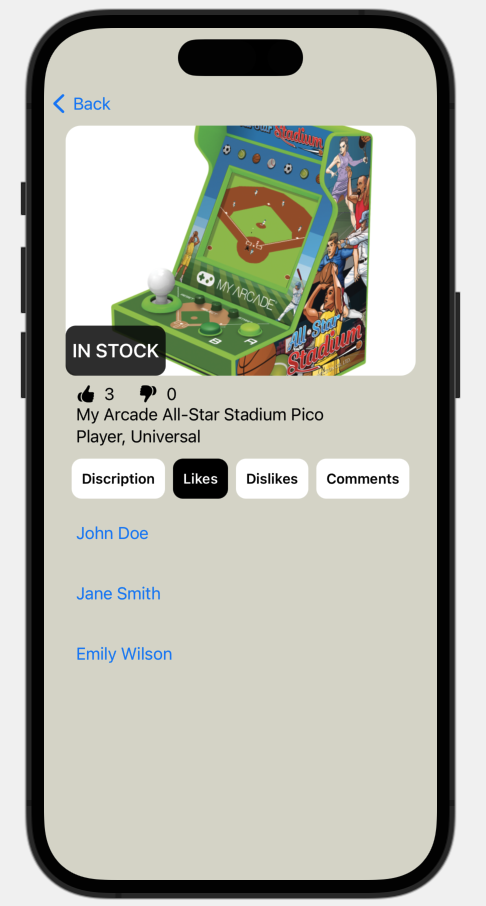 Back
Stadium
MY ARCADE
B A
All-Star
Stadium
IN STOCK
3 0
My Arcade All-Star Stadium Pico
Player, Universal
Discription Likes Dislikes Comments
John Doe
Jane Smith
Emily Wilson